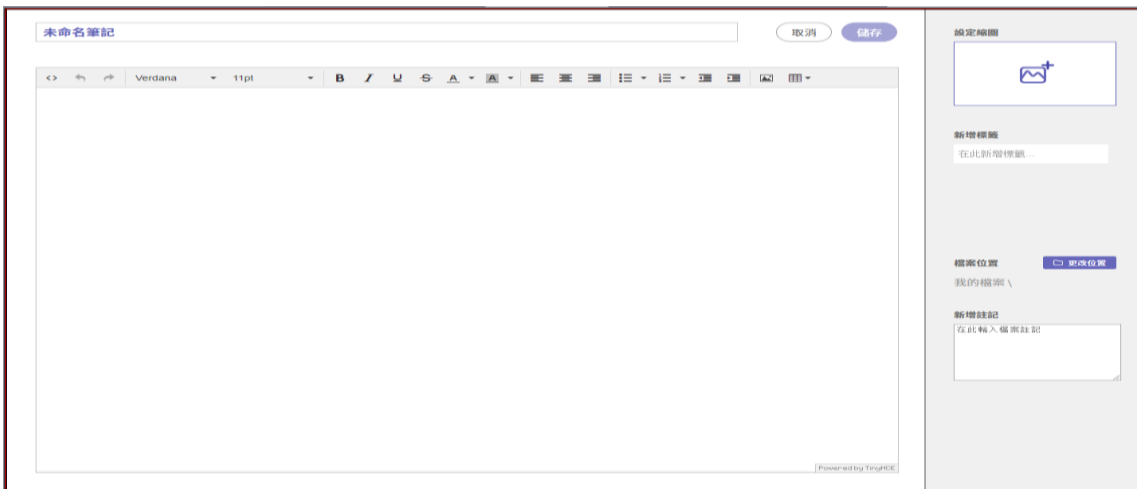 未命名筆記
取消
儲存
Verdana
11pt
設定縮圖
新增標籤
在此新增標籤...
檔案位置
更改位置
我的檔案 \
新增註記
在此輸入檔案註記
Powered by TinyMCE